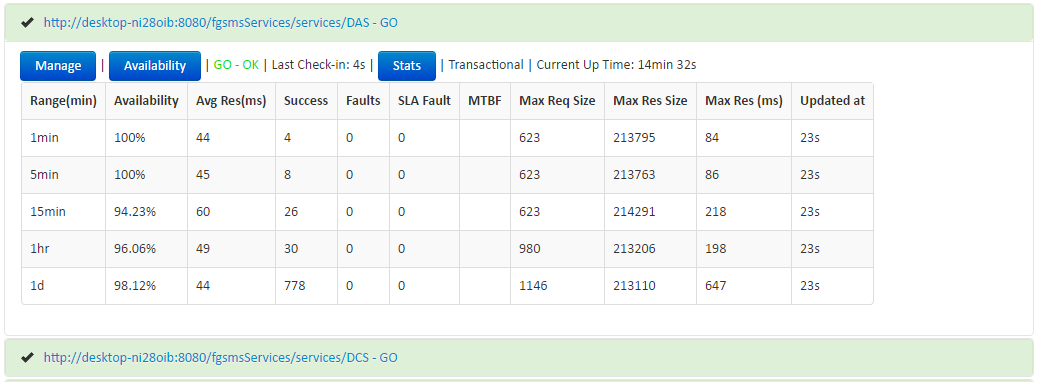 http://desktop-ni28oib:8080/fgsmsServices/services/DAS - GO
Manage | Availability | GO - OK | Last Check-in: 4s | Stats | Transactional | Current Up Time: 14min 32s
Range(min) Availability Avg Res(ms) Success Faults SLA Fault MTBF Max Req Size Max Res Size Max Res (ms) Updated at
1min 100% 44 4 0 0 623 213795 84 23s
5min 100% 45 8 0 0 623 213763 86 23s
15min 94.23% 60 26 0 0 623 214291 218 23s
1hr 96.06% 49 30 0 0 980 213206 198 23s
1d 98.12% 44 778 0 0 1146 213110 647 23s
http://desktop-ni28oib:8080/fgsmsServices/services/DCS - GO